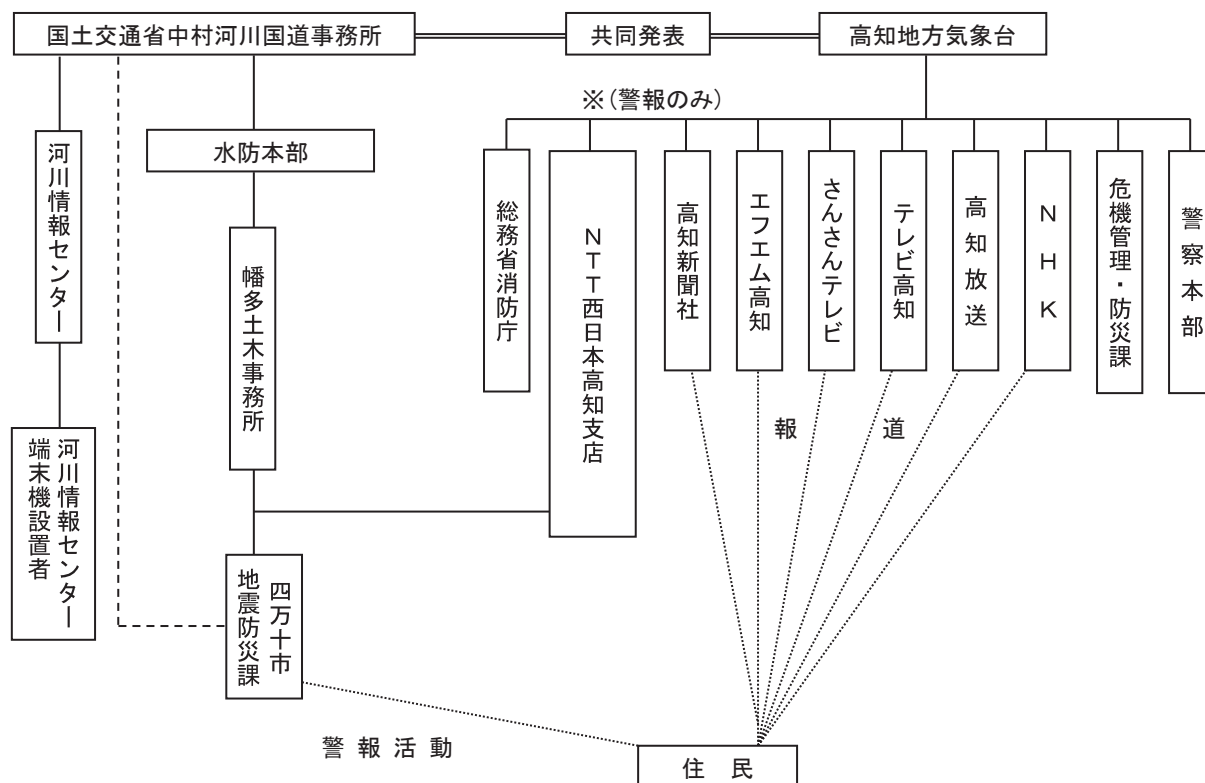 国土交通省中村河川国道事務所
共同発表
高知地方気象台
※(警報のみ)
河川情報センター
水防本部
総務省消防庁
NTT西日本高知支店
高知新聞社
エフエム高知
さんさんテレビ
テレビ高知
高知放送
NHK
危機管理・防災課
警察本部
幡多土木事務所
報道
河川情報センター
端末機設置者
四万十市
地震防災課
警報活動
住民